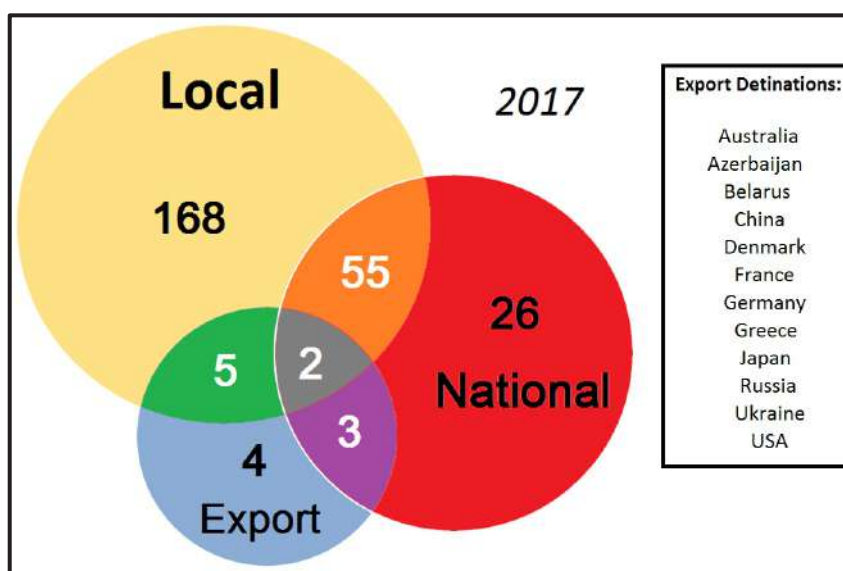 Local
2017
168
55
26
National
5
2
3
4
Export
Export Detinations:
Australia
Azerbaijan
Belarus
China
Denmark
France
Germany
Greece
Japan
Russia
Ukraine
USA